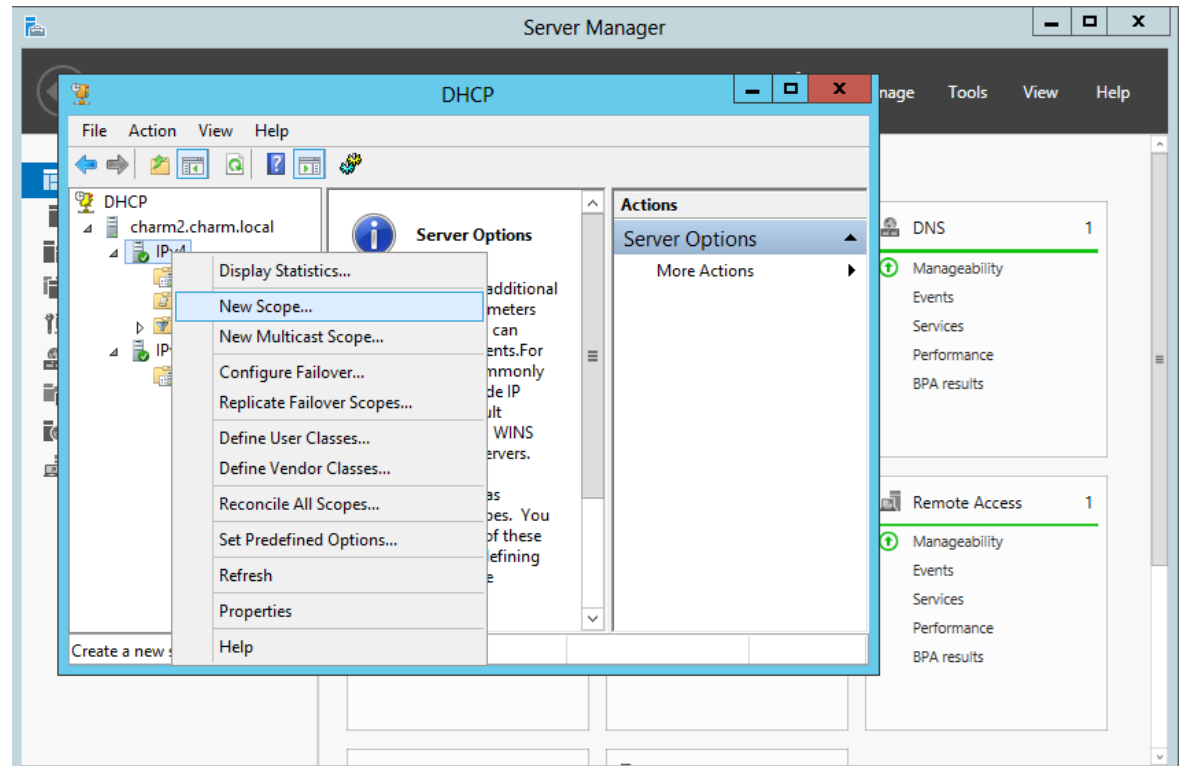 Server Manager
nage Tools View Help
DHCP
File Action View Help
DHCP
charm2.charm.local
IPv4
Display Statistics...
New Scope...
New Multicast Scope...
Configure Failover...
Replicate Failover Scopes...
Define User Classes...
Define Vendor Classes...
Reconcile All Scopes...
Set Predefined Options...
Refresh
Properties
Help
Create a new
Server Options
additional
meters
can
ents.For
mmonly
de IP
ult
WINS
ervers.
as
pes. You
of these
efining
e
Actions
Server Options
More Actions
DNS 1
Manageability
Events
Services
Performance
BPA results
Remote Access 1
Manageability
Events
Services
Performance
BPA results